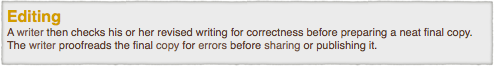 Editing
A writer then checks his or her revised writing for correctness before preparing a neat final copy.
The writer proofreads the final copy for errors before sharing or publishing it.